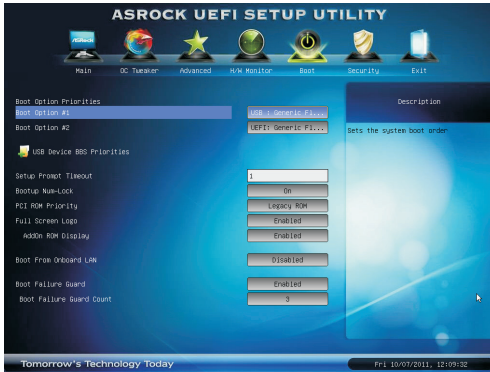 ASROCK UEFI SETUP UTILITY
ASRock
Main OC Tweaker Advanced H/W Monitor Boot Security Exit
Boot Option Priorities
Boot Option #1 USB : Generic Fl...
Boot Option #2 UEFI: Generic Fl...
USB Device BBS Priorities
Setup Prompt Timeout 1
Bootup Num-Lock On
PCI ROM Priority Legacy ROM
Full Screen Logo Enabled
AddOn ROM Display Enabled
Boot From Onboard LAN Disabled
Boot Failure Guard Enabled
Boot Failure Guard Count 3
Description
Sets the system boot order
Tomorrow's Technology Today
Fri 10/07/2011, 12:09:32